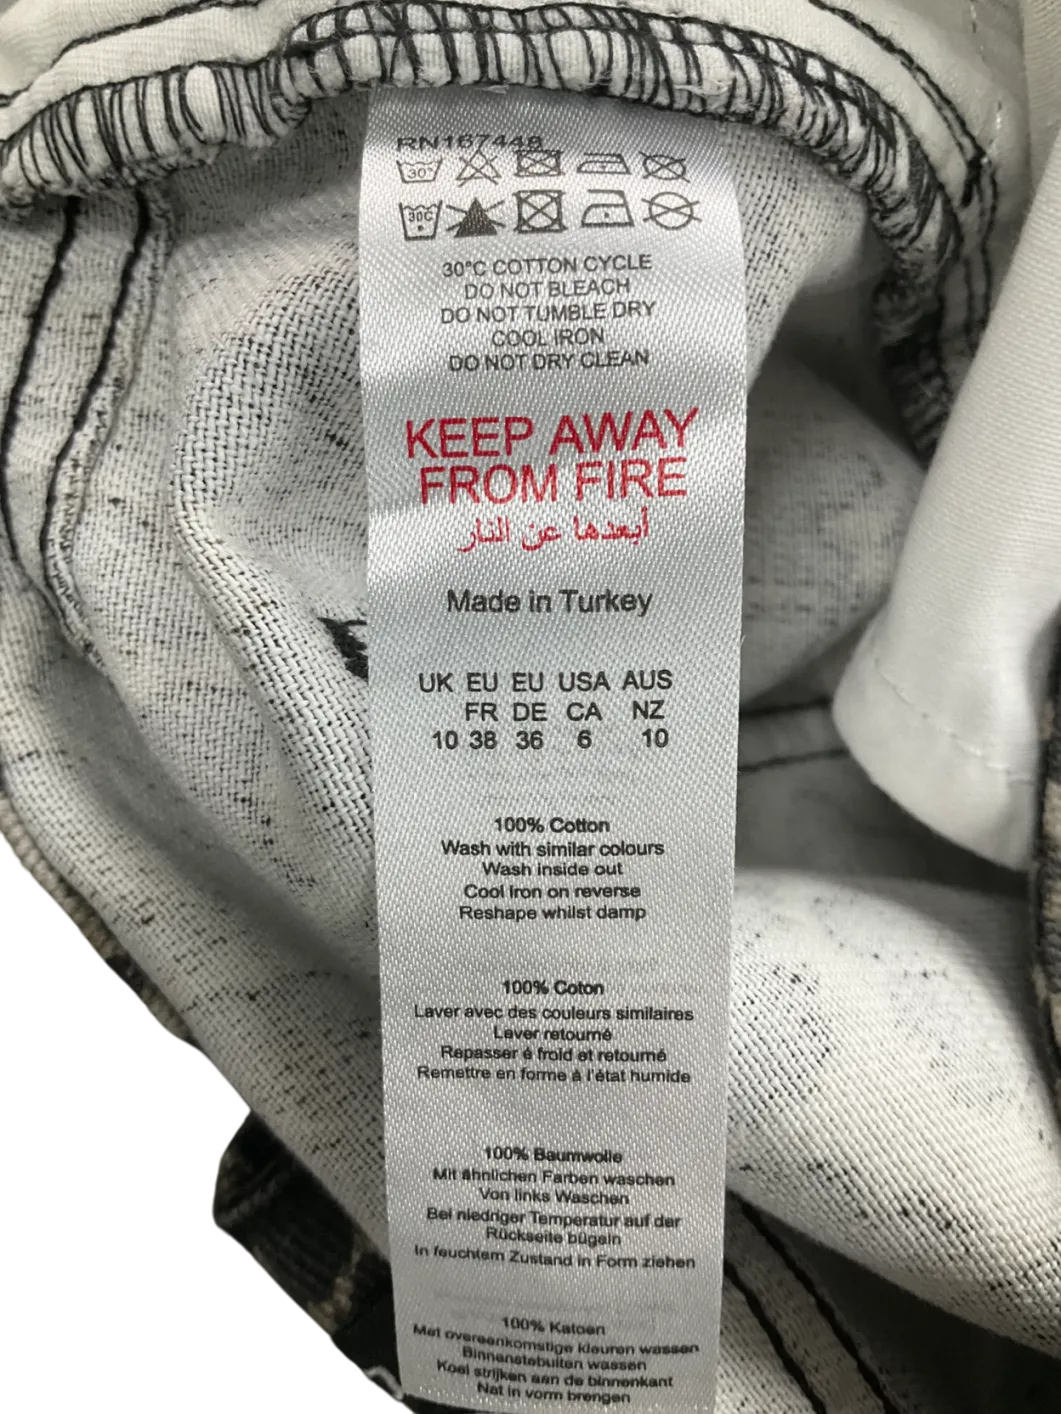 RN167448
30°
30C
30°C COTTON CYCLE
DO NOT BLEACH
DO NOT TUMBLE DRY
COOL IRON
DO NOT DRY CLEAN
KEEP AWAY
FROM FIRE
أبعدها عن النار
Made in Turkey
UK EU EU USA AUS
FR DE CA NZ
10 38 36 6 10
100% Cotton
Wash with similar colours
Wash inside out
Cool iron on reverse
Reshape whilst damp
100% Coton
Laver avec des couleurs similaires
Laver retourné
Repasser à froid et retourné
Remettre en forme à l'état humide
100% Baumwolle
Mit ähnlichen Farben waschen
Von links Waschen
Bei niedriger Temperatur auf der
Rückseite bügeln
In feuchtem Zustand in Form ziehen
100% Katoen
Met overeenkomstige kleuren wassen
Binnenstebuiten wassen
Koel strijken aan de binnenkant
Nat in vorm brengen